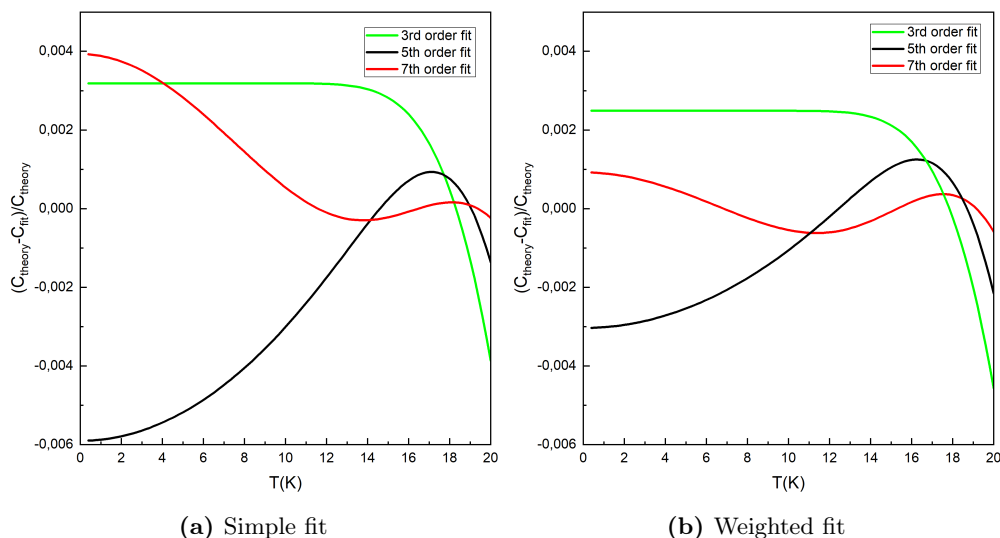 3rd order fit
5th order fit
7th order fit
0,004
0,002
0,000
-0,002
-0,004
-0,006
(C_theory-C_fit)/C_theory
0 2 4 6 8 10 12 14 16 18 20
T(K)
(a) Simple fit
3rd order fit
5th order fit
7th order fit
0,004
0,002
0,000
-0,002
-0,004
-0,006
(C_theory-C_fit)/C_theory
0 2 4 6 8 10 12 14 16 18 20
T(K)
(b) Weighted fit